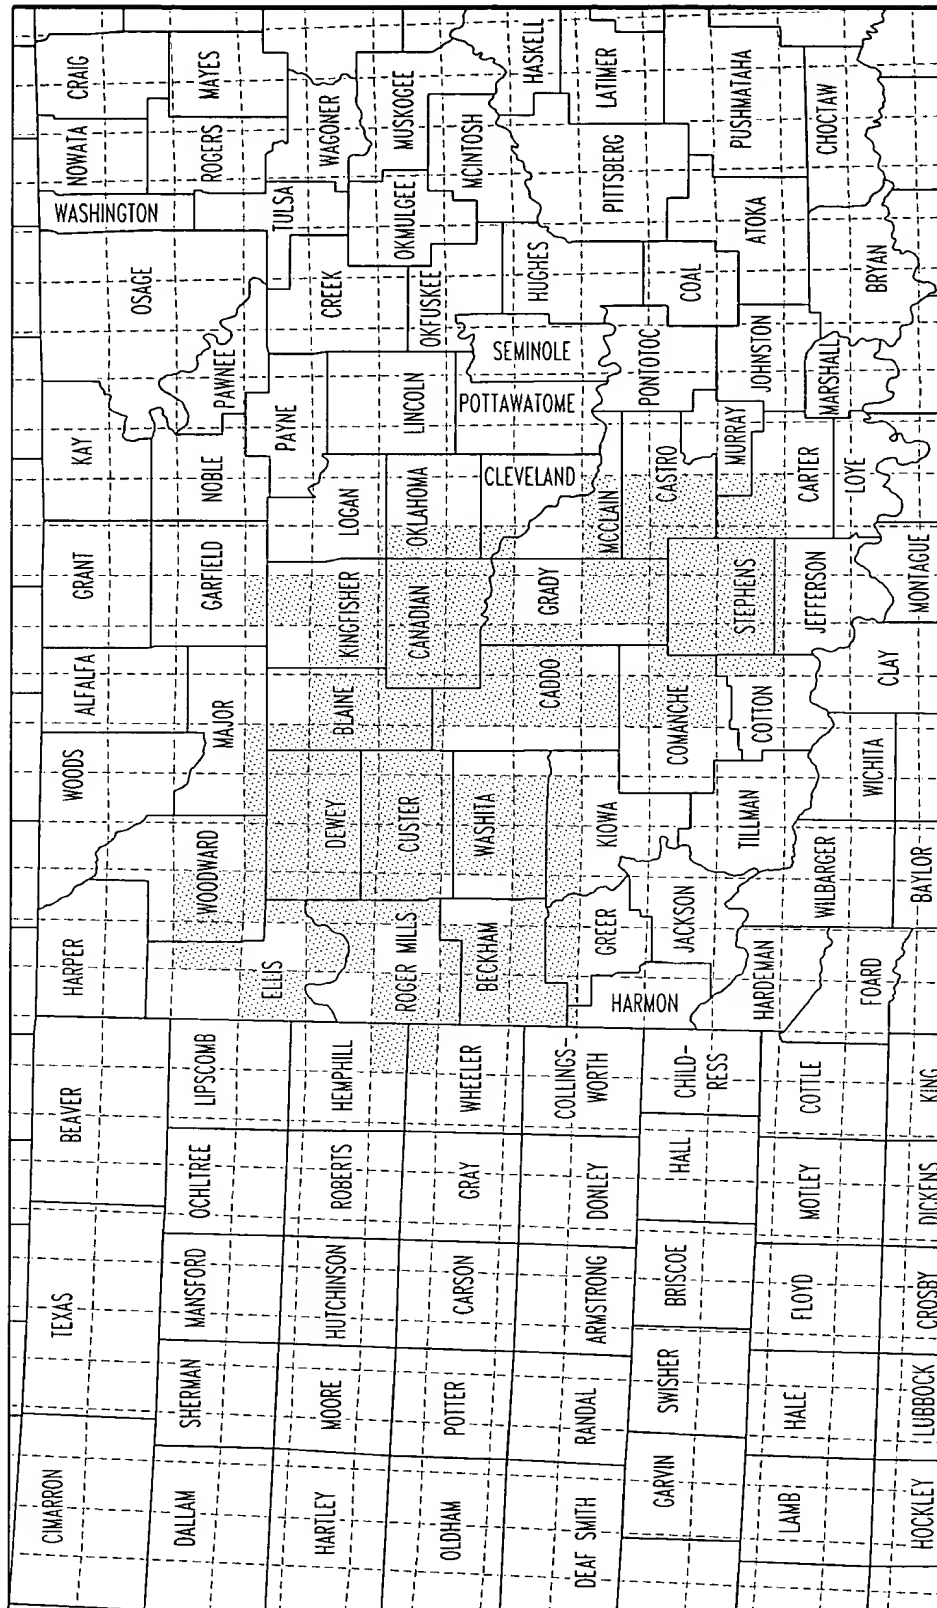 CIMARRON
TEXAS
BEAVER
HARPER
WOODS
ALFALFA
GRANT
KAY
OSAGE
WASHINGTON
NOWATA
CRAIG
DALLAM
SHERMAN
MANSFORD
OCHLTREE
LIPSCOMB
ELLIS
WOODWARD
MAJOR
GARFIELD
NOBLE
PAWNEE
ROGERS
MAYES
HARTLEY
MOORE
HUTCHINSON
ROBERTS
HEMPHILL
ROGER MILLS
DEWEY
BLAINE
KINGFISHER
LOGAN
PAYNE
CREEK
TULSA
WAGONER
OLDHAM
POTTER
CARSON
GRAY
WHEELER
BECKHAM
CUSTER
CANADIAN
OKLAHOMA
LINCOLN
OKFUSKEE
OKMULGEE
MUSKOGEE
WASHITA
CADDO
GRADY
CLEVELAND
POTTAWATOME
SEMINOLE
HUGHES
MCINTOSH
HASKELL
DEAF SMITH
RANDAL
ARMSTRONG
DONLEY
COLLINGS-
WORTH
HARMON
GREER
KIOWA
COMANCHE
MCCLAIN
PONTOTOC
PITTSBERG
LATIMER
GARVIN
SWISHER
BRISCOE
HALL
CHILD-
RESS
JACKSON
TILLMAN
COTTON
STEPHENS
CASTRO
MURRAY
JOHNSTON
COAL
ATOKA
PUSHMATAHA
LAMB
HALE
FLOYD
MOTLEY
COTTLE
HARDEMAN
WILBARGER
JEFFERSON
CARTER
MARSHALL
CHOCTAW
HOCKLEY
LUBBOCK
CROSBY
DICKENS
KING
FOARD
BAYLOR
WICHITA
CLAY
MONTAGUE
LOYE
BRYAN